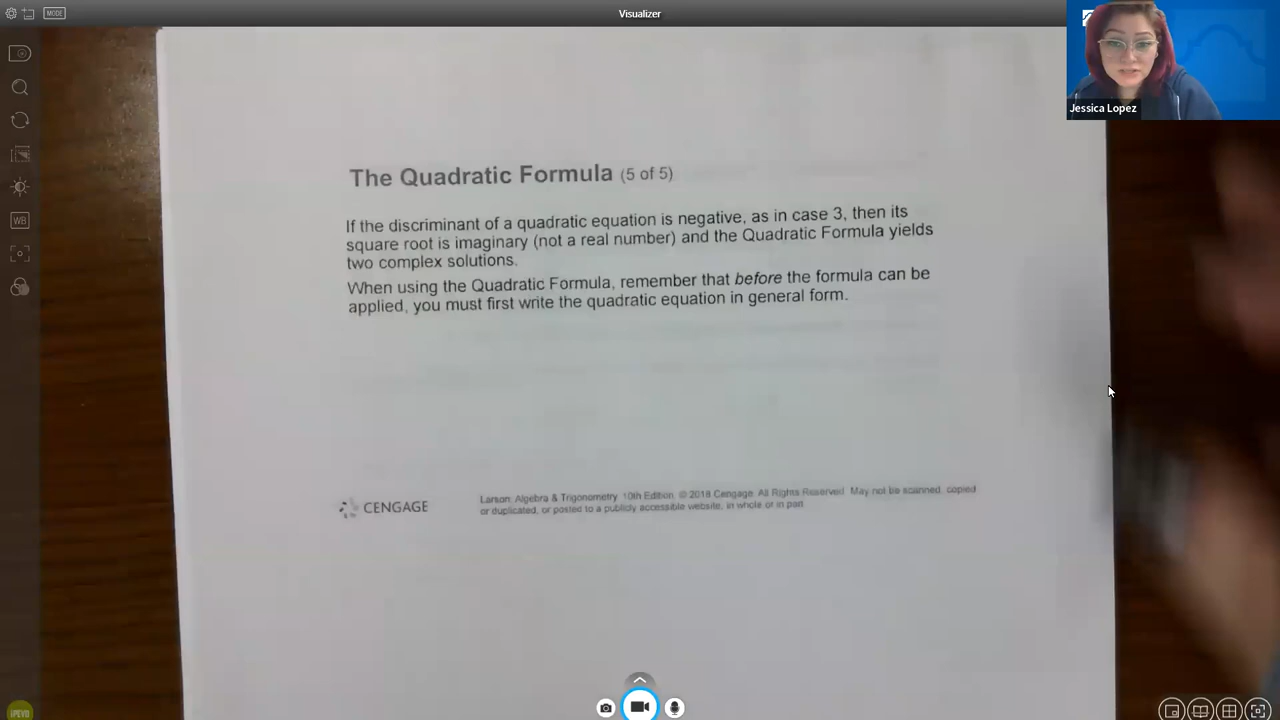 MODE
Visualizer
Jessica Lopez
WB
The Quadratic Formula (5 of 5)
If the discriminant of a quadratic equation is negative, as in case 3, then its
square root is imaginary (not a real number) and the Quadratic Formula yields
two complex solutions.
When using the Quadratic Formula, remember that before the formula can be
applied, you must first write the quadratic equation in general form.
CENGAGE
Larson, Algebra & Trigonometry, 10th Edition. © 2018 Cengage. All Rights Reserved. May not be scanned, copied
or duplicated, or posted to a publicly accessible website, in whole or in part.
iPEVO